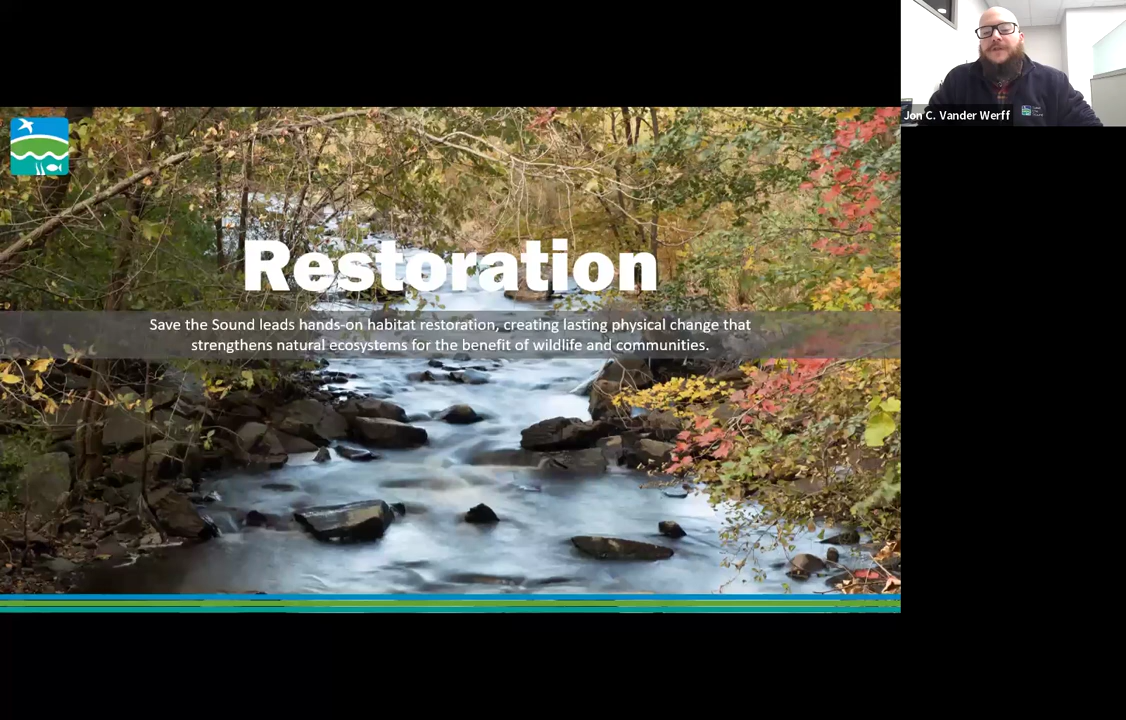 Jon C. Vander Werff
Restoration
Save the Sound leads hands-on habitat restoration, creating lasting physical change that
strengthens natural ecosystems for the benefit of wildlife and communities.